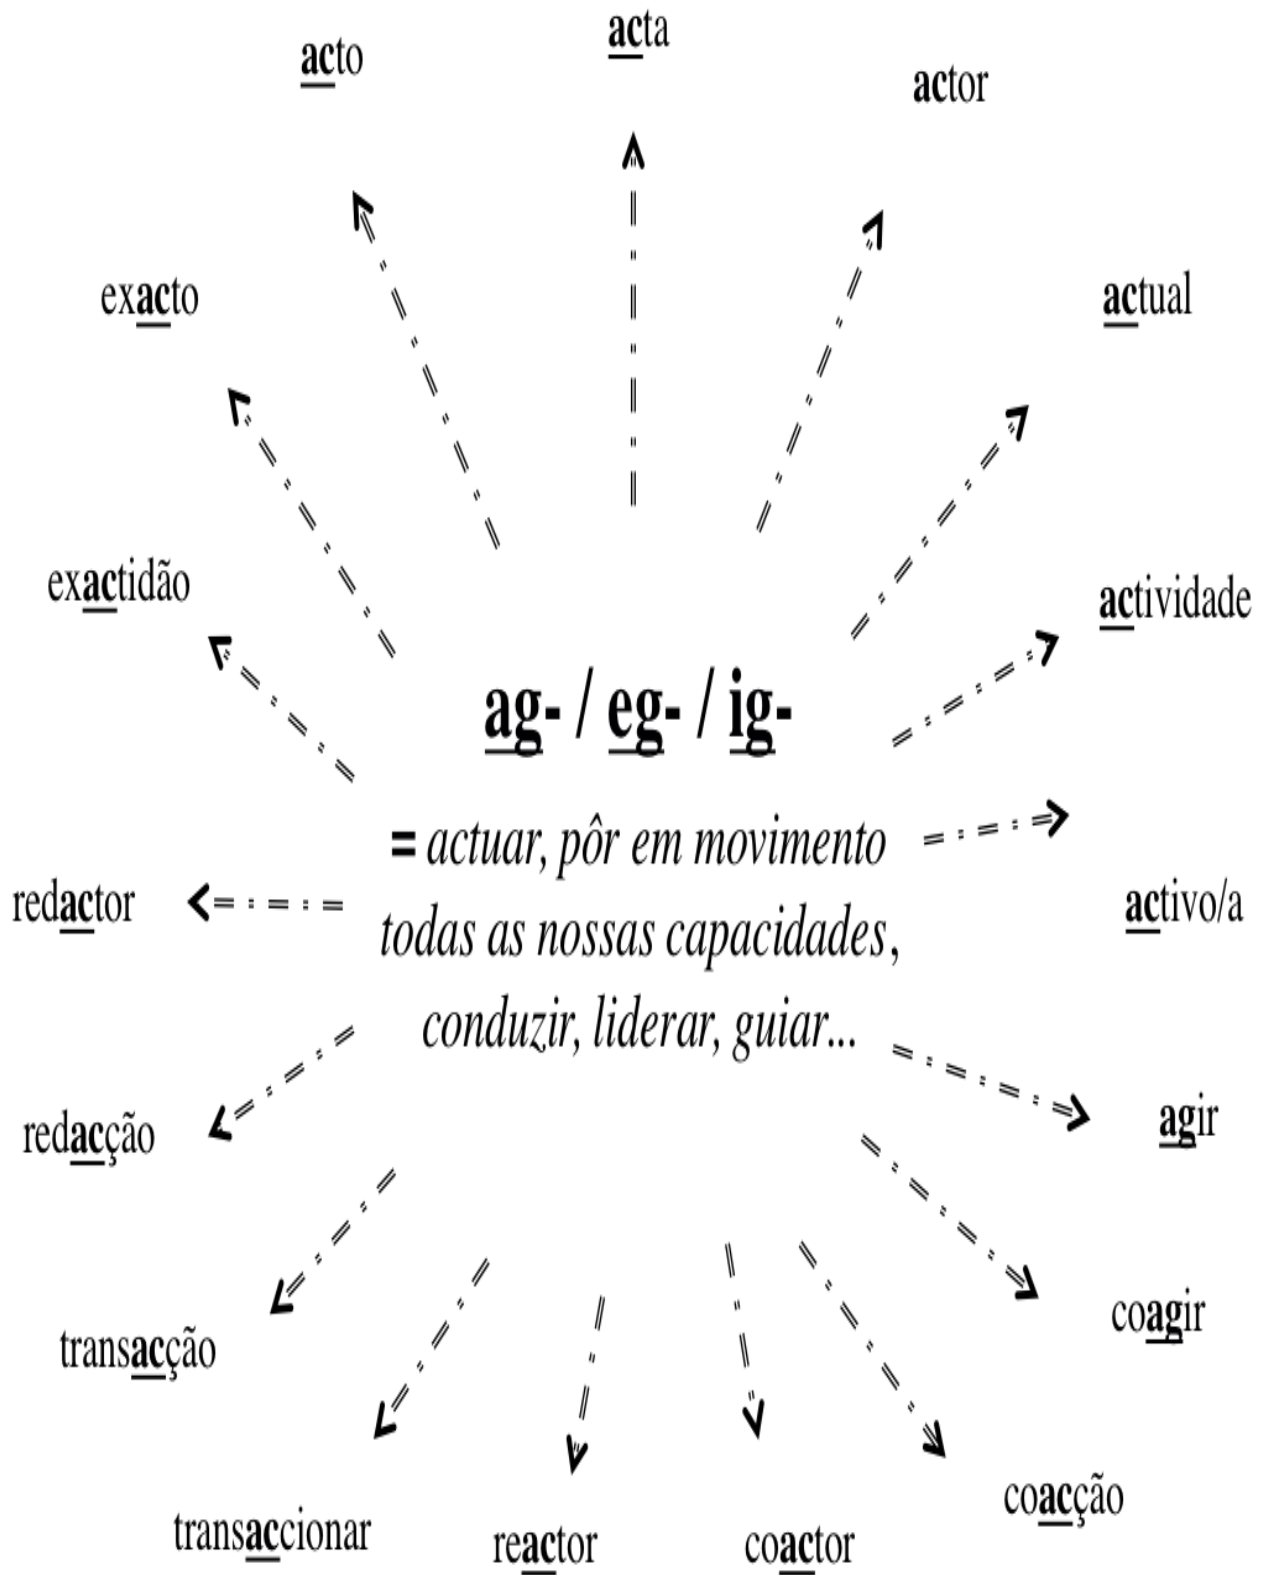 acta
acto
actor
exacto
actual
exactidão
actividade
ag- / eg- / ig-
= actuar, pôr em movimento
todas as nossas capacidades,
conduzir, liderar, guiar...
redactor
activo/a
redacção
agir
coagir
transacção
coacção
transaccionar
reactor
coactor